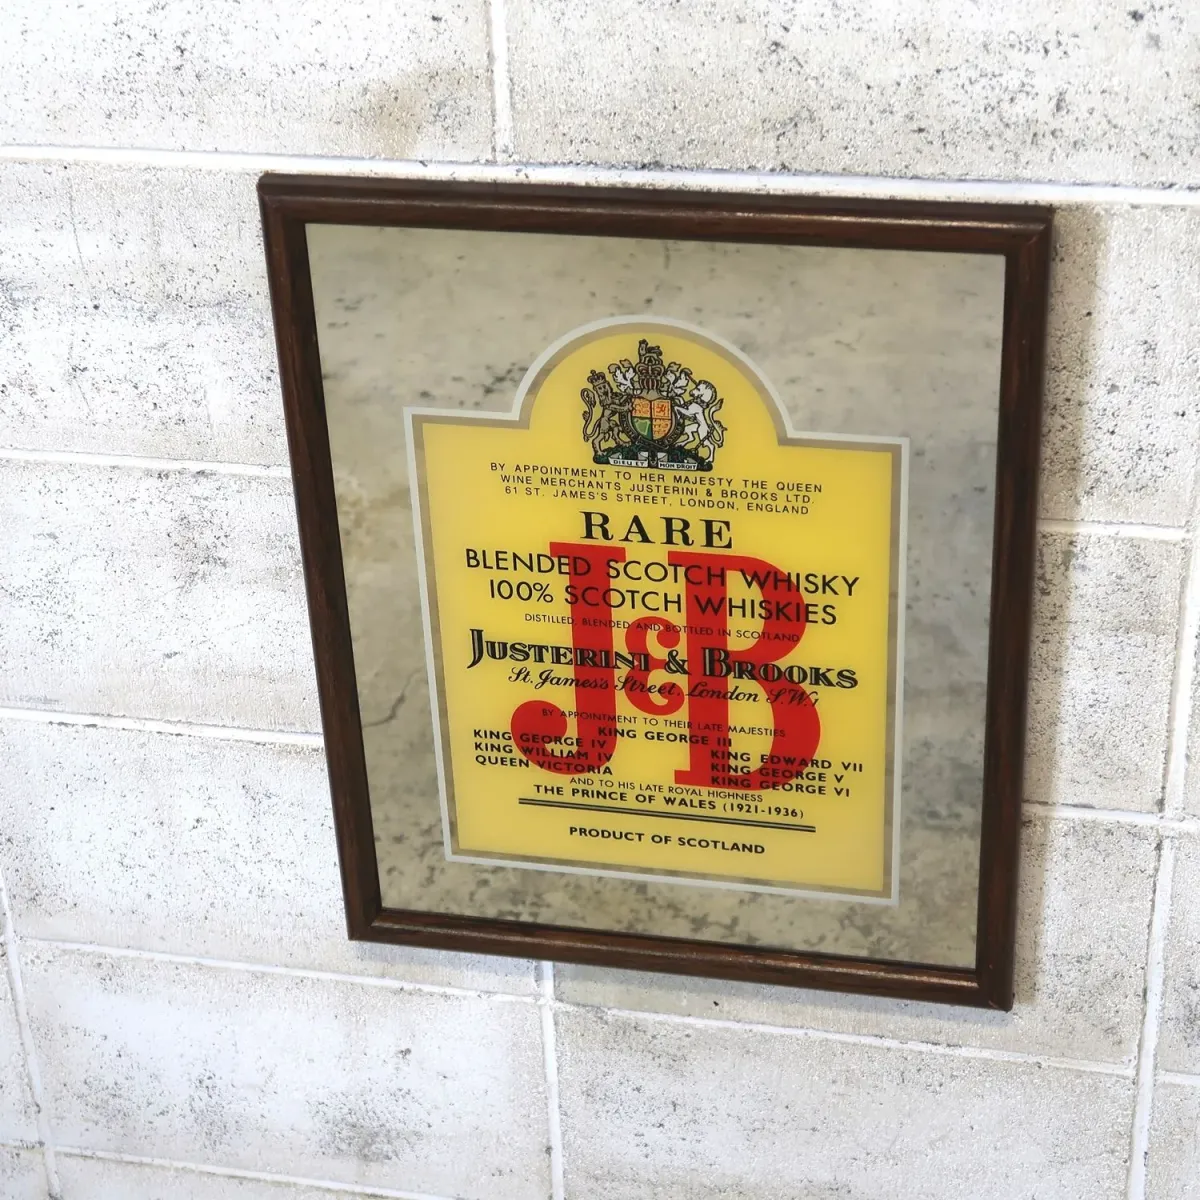 DIEU ET MON DROIT
BY APPOINTMENT TO HER MAJESTY THE QUEEN
WINE MERCHANTS JUSTERINI & BROOKS LTD.
61 ST. JAMES'S STREET, LONDON, ENGLAND
RARE
J&B
BLENDED SCOTCH WHISKY
100% SCOTCH WHISKIES
DISTILLED, BLENDED AND BOTTLED IN SCOTLAND
JUSTERINI & BROOKS
St. James's Street, London S.W.1
BY APPOINTMENT TO THEIR LATE MAJESTIES
KING GEORGE III
KING GEORGE IV
KING WILLIAM IV
QUEEN VICTORIA
KING EDWARD VII
KING GEORGE V
KING GEORGE VI
AND TO HIS LATE ROYAL HIGHNESS
THE PRINCE OF WALES (1921-1936)
PRODUCT OF SCOTLAND